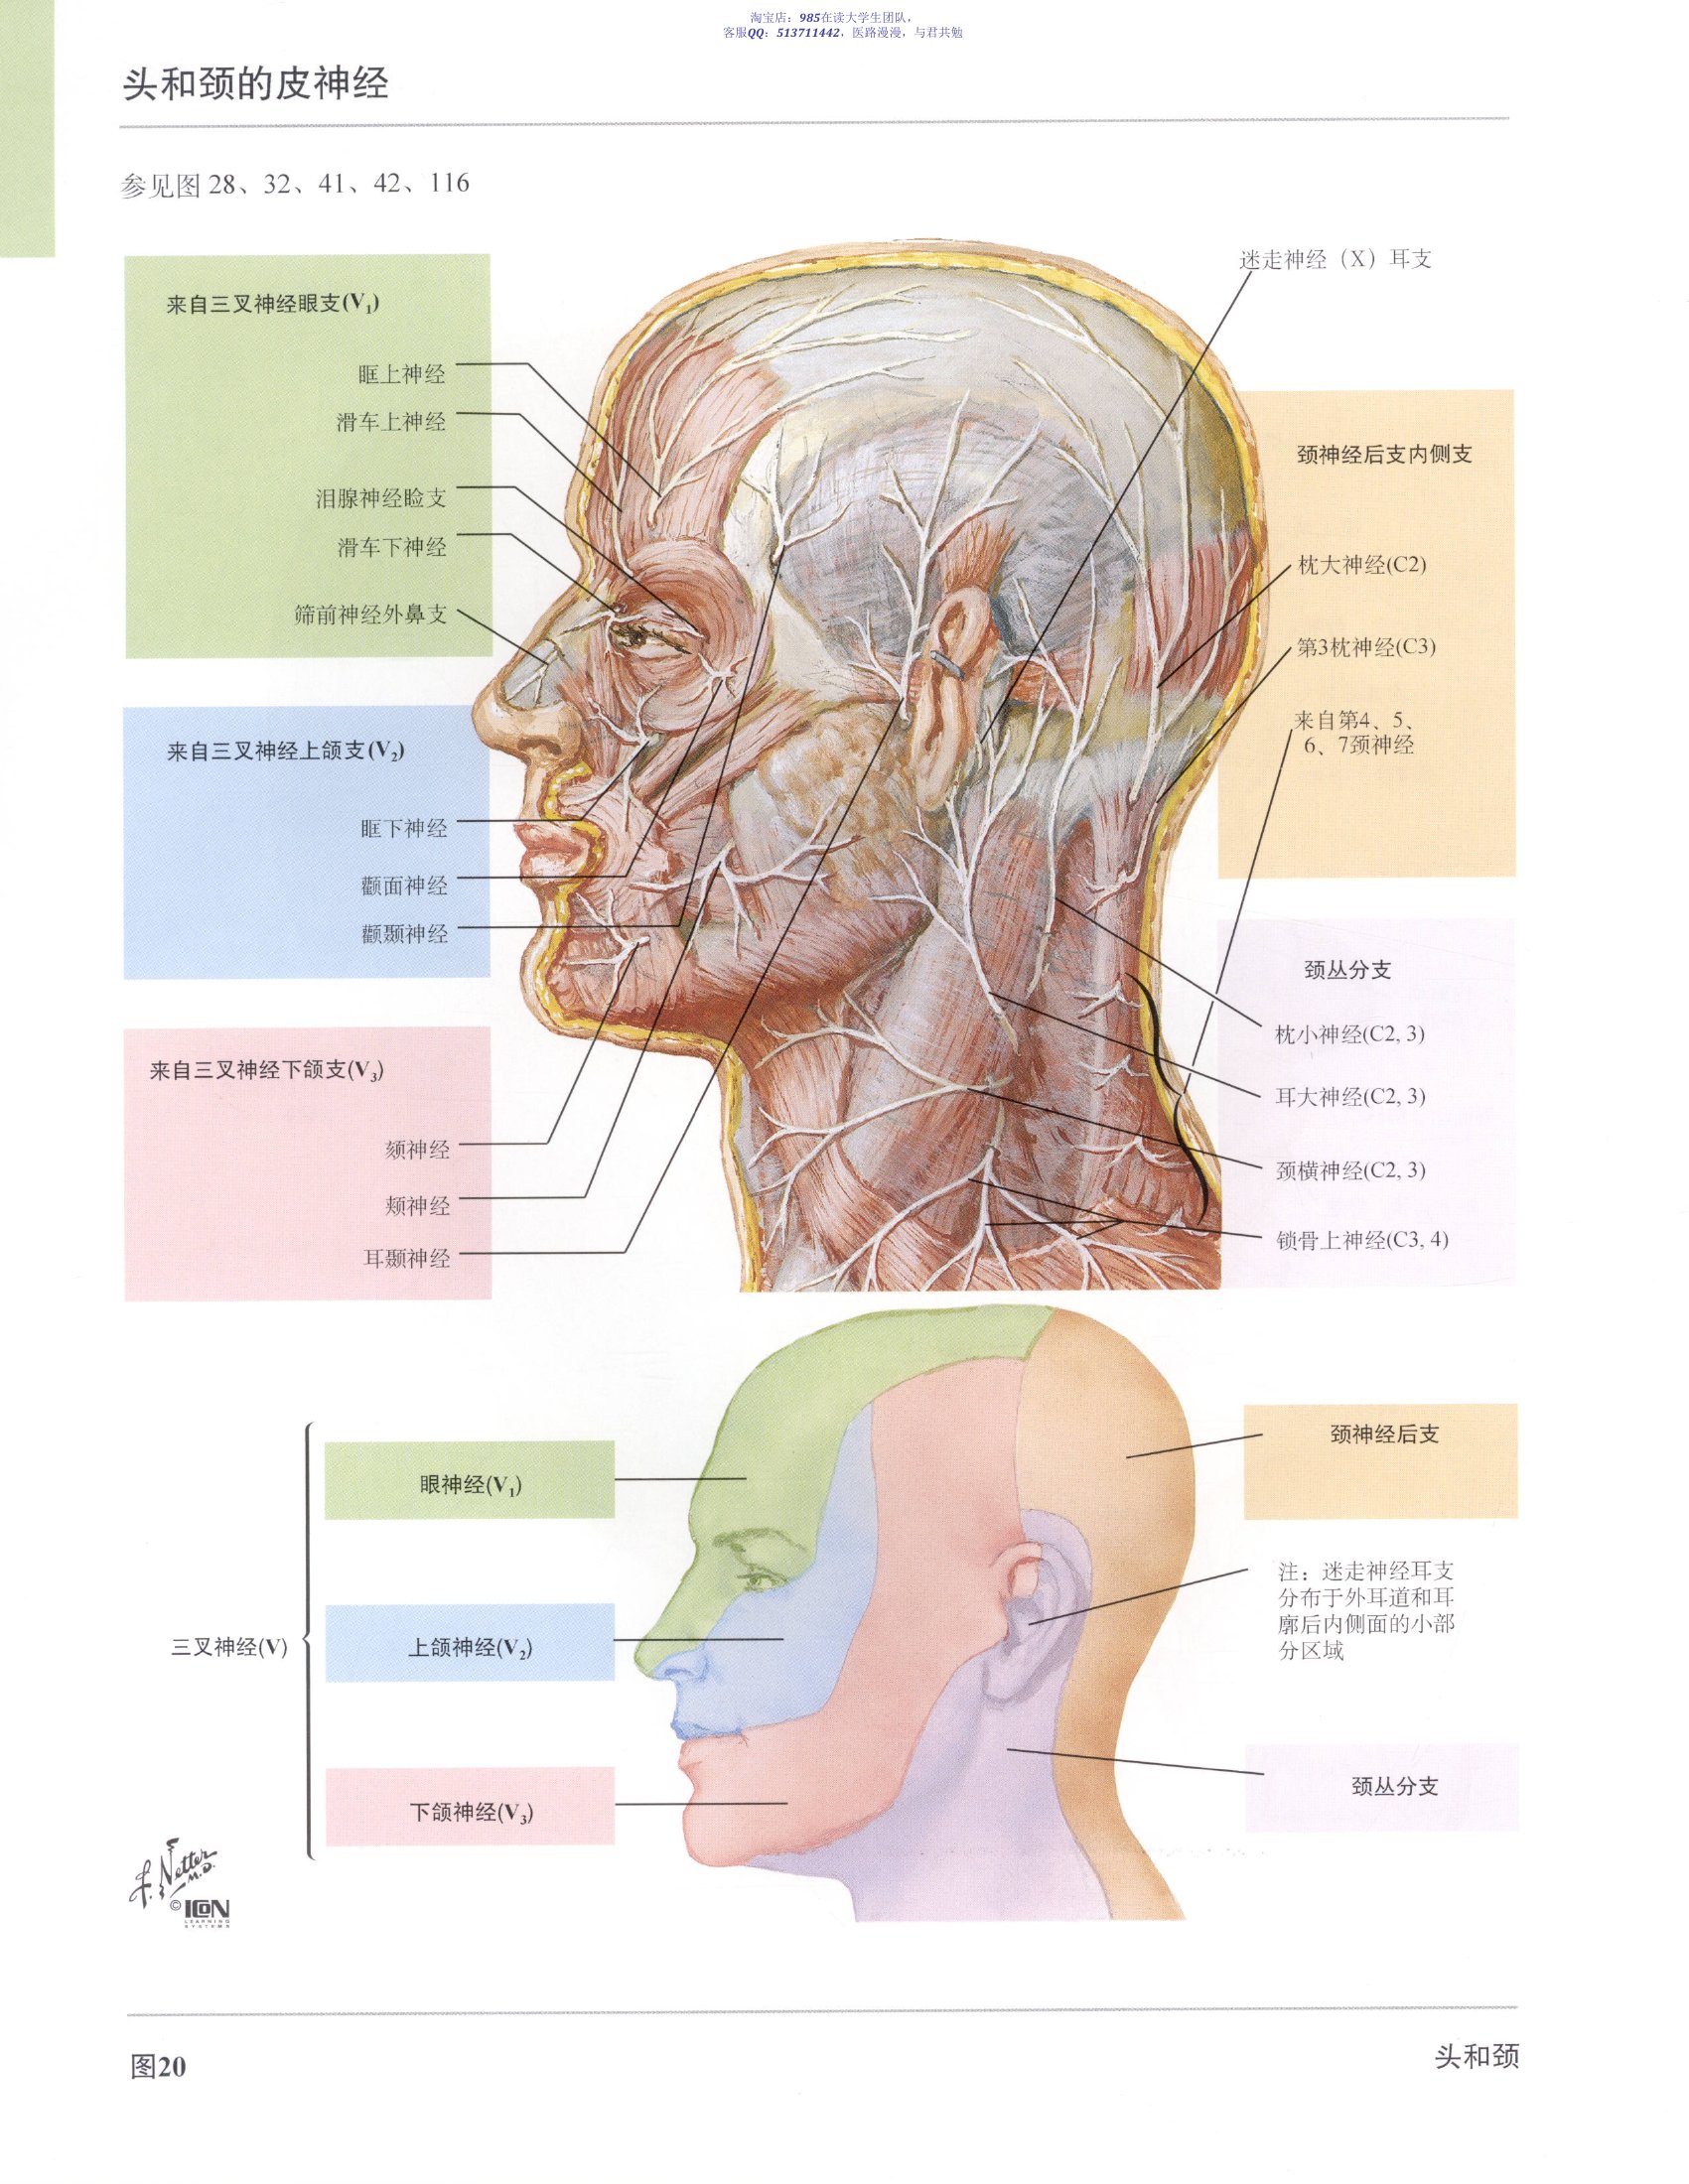 淘宝店：985在读大学生团队，
客服QQ：513711442，医路漫漫，与君共勉
头和颈的皮神经
参见图 28、32、41、42、116
来自三叉神经眼支(V₁)
眶上神经
滑车上神经
泪腺神经睑支
滑车下神经
筛前神经外鼻支
来自三叉神经上颌支(V₂)
眶下神经
颧面神经
颧颞神经
来自三叉神经下颌支(V₃)
颏神经
颊神经
耳颞神经
迷走神经（X）耳支
颈神经后支内侧支
枕大神经(C2)
第3枕神经(C3)
来自第4、5、
6、7颈神经
颈丛分支
枕小神经(C2, 3)
耳大神经(C2, 3)
颈横神经(C2, 3)
锁骨上神经(C3, 4)
三叉神经(V)
眼神经(V₁)
上颌神经(V₂)
下颌神经(V₃)
颈神经后支
注：迷走神经耳支
分布于外耳道和耳
廓后内侧面的小部
分区域
颈丛分支
F. Netter
M.D.
© ICON
LEARNING
SYSTEMS
图20
头和颈